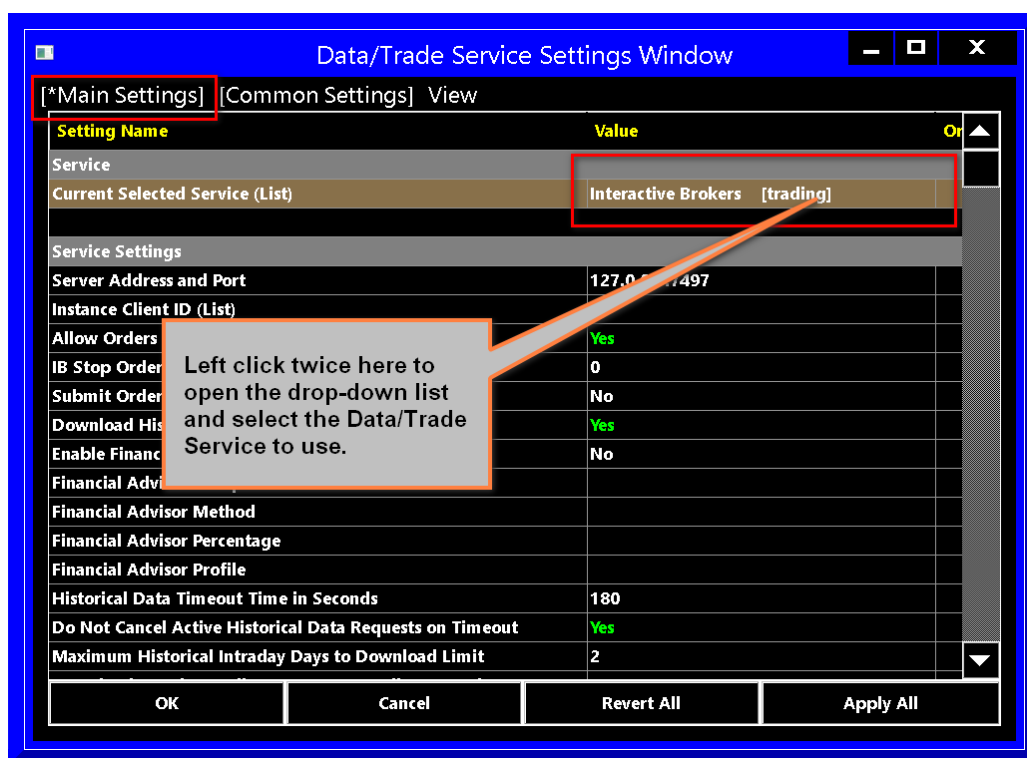 Data/Trade Service Settings Window
[*Main Settings] [Common Settings] View
Setting Name Value
Service
Current Selected Service (List) Interactive Brokers [trading]
Service Settings
Server Address and Port 7497
Instance Client ID (List)
Allow Orders Yes
IB Stop Order 0
Submit Order No
Download Yes
Enable No
Financial
Financial Advisor Method
Financial Advisor Percentage
Financial Advisor Profile
Historical Data Timeout Time in Seconds 180
Do Not Cancel Active Historical Data Requests on Timeout Yes
Maximum Historical Intraday Days to Download Limit 2
Left click twice here to
open the drop-down list
and select the Data/Trade
Service to use.
OK Cancel Revert All Apply All